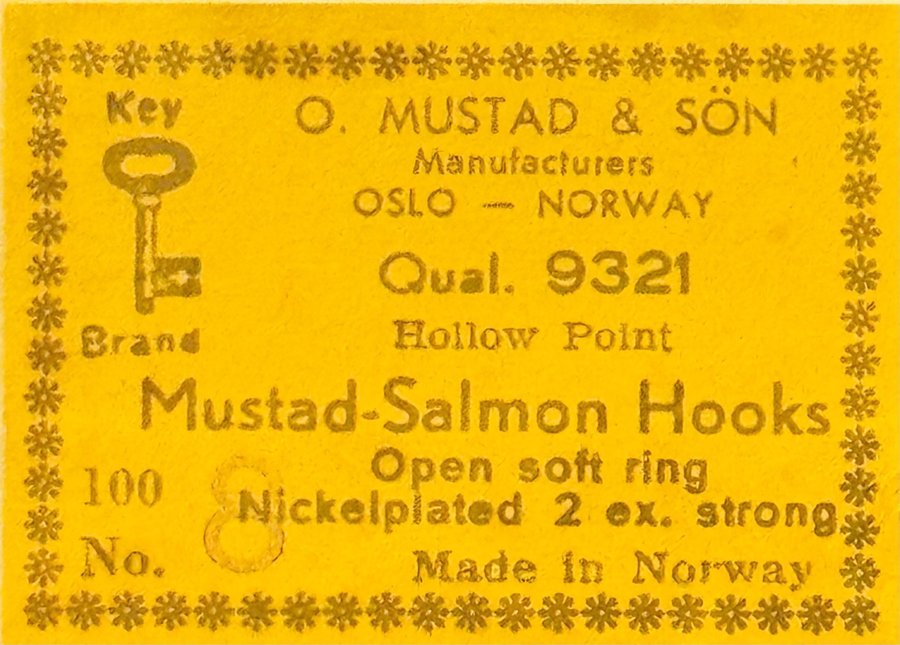 Key
Brand
O. MUSTAD & SÖN
Manufacturers
OSLO — NORWAY
Qual. 9321
Hollow Point
Mustad-Salmon Hooks
Open soft ring
Nickelplated 2 ex. strong
100
No. 8
Made in Norway